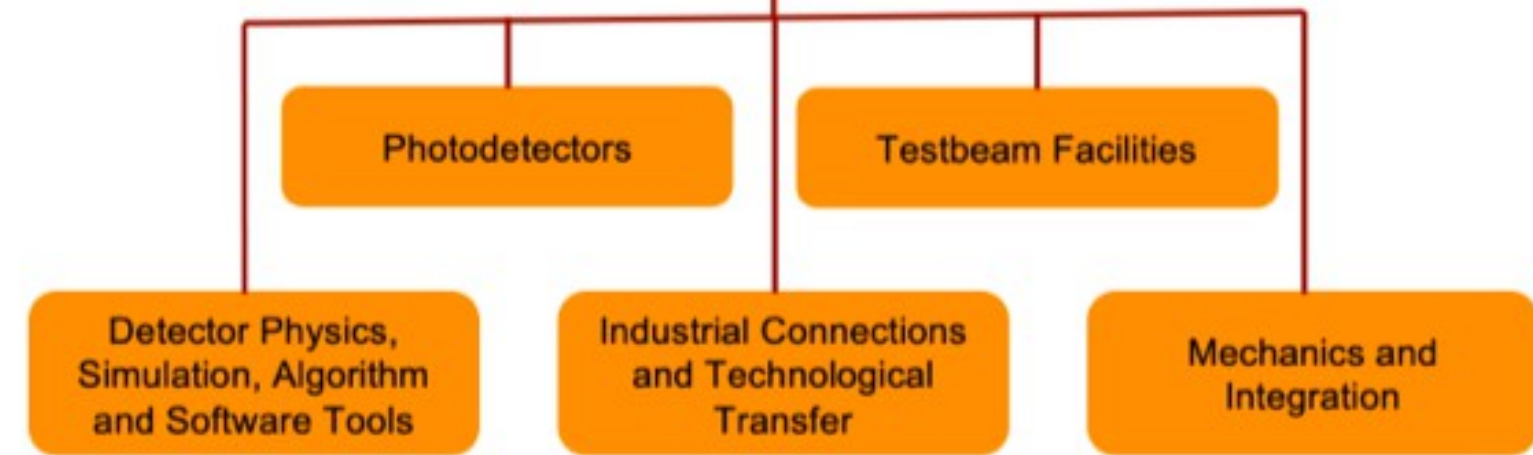 Photodetectors
Testbeam Facilities
Detector Physics,
Simulation, Algorithm
and Software Tools
Industrial Connections
and Technological
Transfer
Mechanics and
Integration